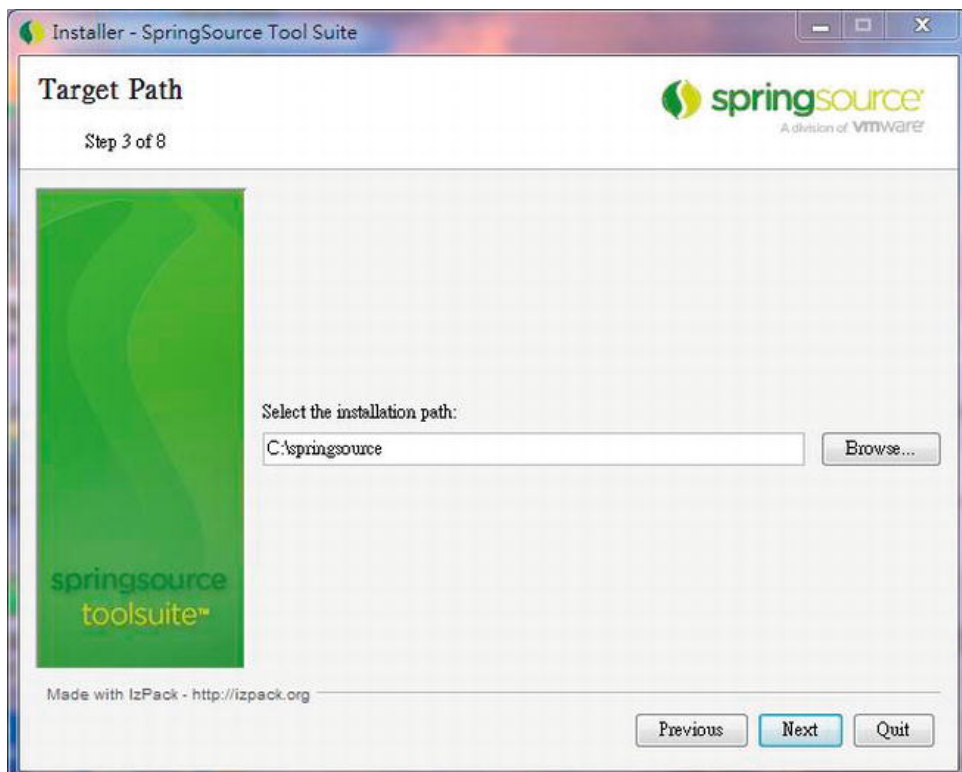 Installer - SpringSource Tool Suite
Target Path
Step 3 of 8
springsource
A division of vmware
Select the installation path:
C:\springsource
Browse...
springsource
toolsuite™
Made with IzPack - http://izpack.org
Previous
Next
Quit